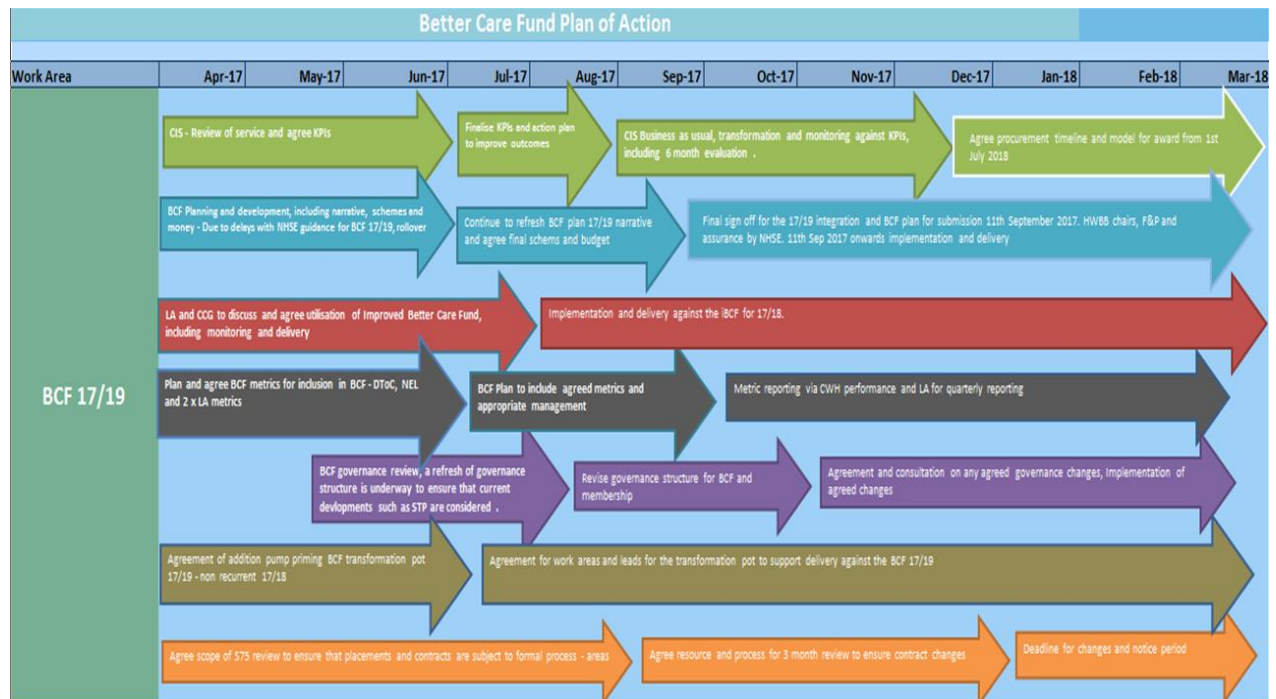 Better Care Fund Plan of Action
Work Area Apr-17 May-17 Jun-17 Jul-17 Aug-17 Sep-17 Oct-17 Nov-17 Dec-17 Jan-18 Feb-18 Mar-18
BCF 17/19
CIS - Review of service and agree KPIs
Finalise KPIs and action plan
to improve outcomes
CIS Business as usual, transformation and monitoring against KPIs,
including 6 month evaluation .
Agree procurement timeline and model for award from 1st
July 2018
BCF Planning and development, including narrative, schemes and
money - Due to delays with NHSE guidance for BCF 17/19, rollover
Continue to refresh BCF plan 17/19 narrative
and agree final schems and budget
Final sign off for the 17/19 integration and BCF plan for submission 11th September 2017. HWBB chairs, F&P and
assurance by NHSE. 11th Sep 2017 onwards implementation and delivery
LA and CCG to discuss and agree utilisation of Improved Better Care Fund,
including monitoring and delivery
Implementation and delivery against the iBCF for 17/18.
Plan and agree BCF metrics for inclusion in BCF - DToC, NEL
and 2 x LA metrics
BCF Plan to include agreed metrics and
appropriate management
Metric reporting via CWH performance and LA for quarterly reporting
BCF governance review, a refresh of governance
structure is underway to ensure that current
devlopments such as STP are considered .
Revise governance structure for BCF and
membership
Agreement and consultation on any agreed governance changes, Implementation of
agreed changes
Agreement of addition pump priming BCF transformation pot
17/19 - non recurrent 17/18
Agreement for work areas and leads for the transformation pot to support delivery against the BCF 17/19
Agree scope of S75 review to ensure that placements and contracts are subject to formal process - areas
Agree resource and process for 3 month review to ensure contract changes
Deadline for changes and notice period